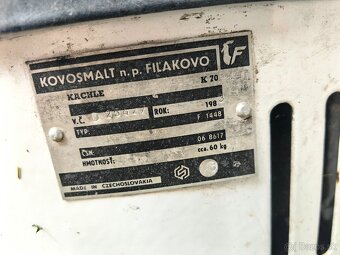 KOVOSMALT n.p. FIĽAKOVO
KACHLE K 70
V.Č. ROK: 198
TYP: F 1448
ČSN: 06 8617
HMOTNOSŤ cca. 60 kg
MADE IN CZECHOSLOVAKIA